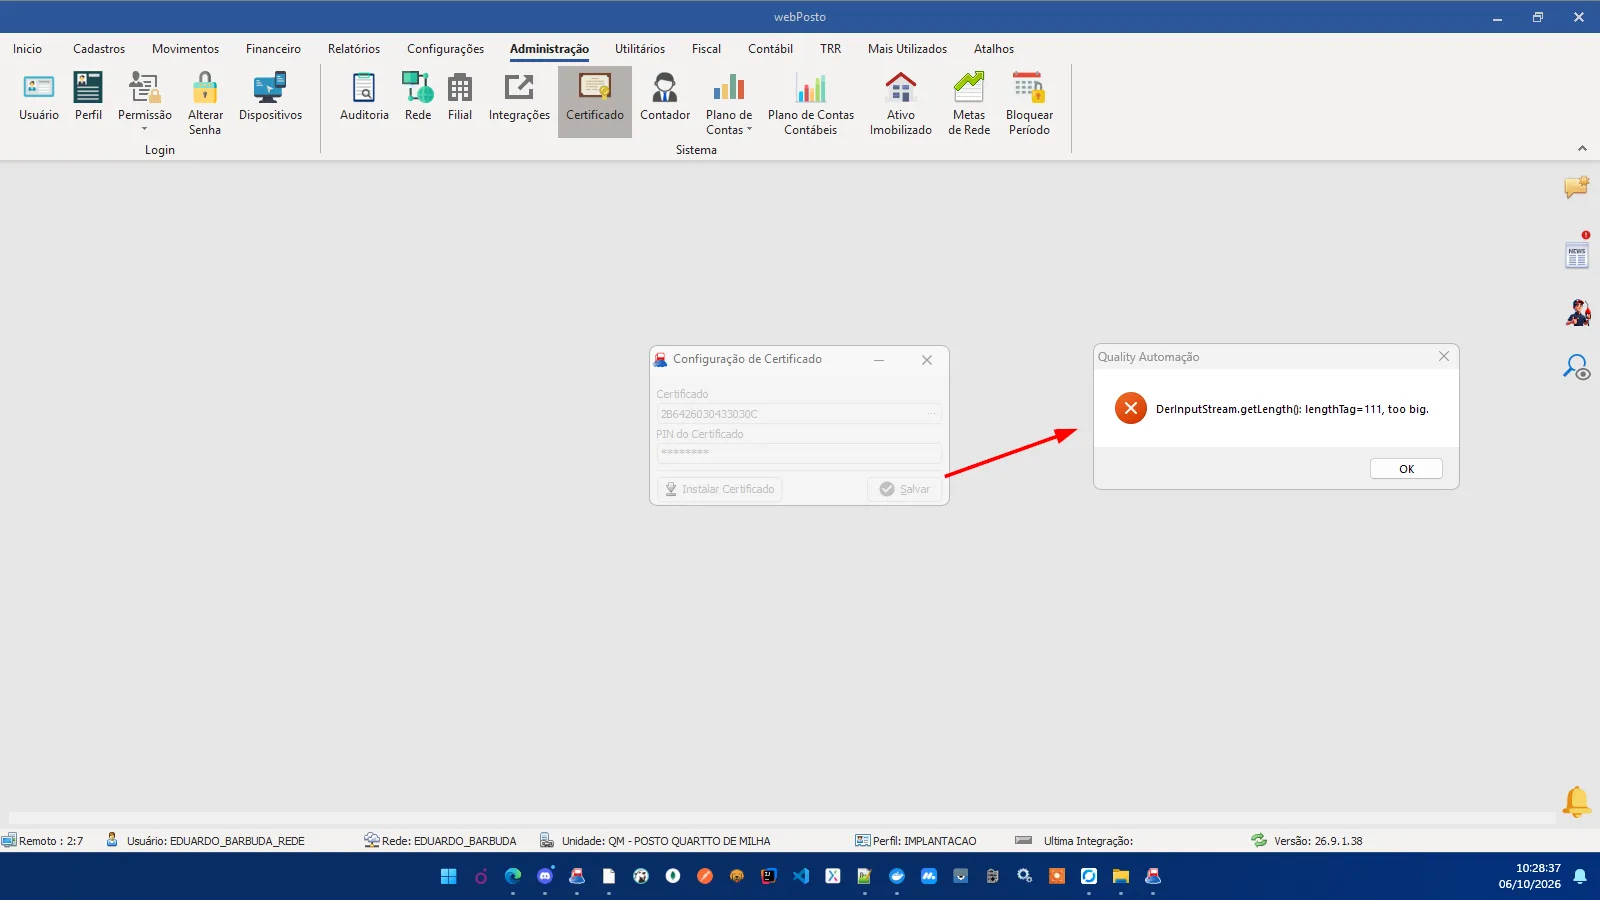 webPosto
Inicio Cadastros Movimentos Financeiro Relatórios Configurações Administração Utilitários Fiscal Contábil TRR Mais Utilizados Atalhos
Usuário Perfil Permissão Alterar Senha Dispositivos
Login
Auditoria Rede Filial Integrações Certificado Contador Plano de Contas Plano de Contas Contábeis Ativo Imobilizado Metas de Rede Bloquear Período
Sistema
NEWS
Configuração de Certificado
Certificado
2B6426030433030C
...
PIN do Certificado
********
Instalar Certificado
Salvar
Quality Automação
DerInputStream.getLength(): lengthTag=111, too big.
OK
Remoto : 2:7 Usuário: EDUARDO_BARBUDA_REDE Rede: EDUARDO_BARBUDA Unidade: QM - POSTO QUARTTO DE MILHA Perfil: IMPLANTACAO Ultima Integração: Versão: 26.9.1.38
10:28:37
06/10/2026